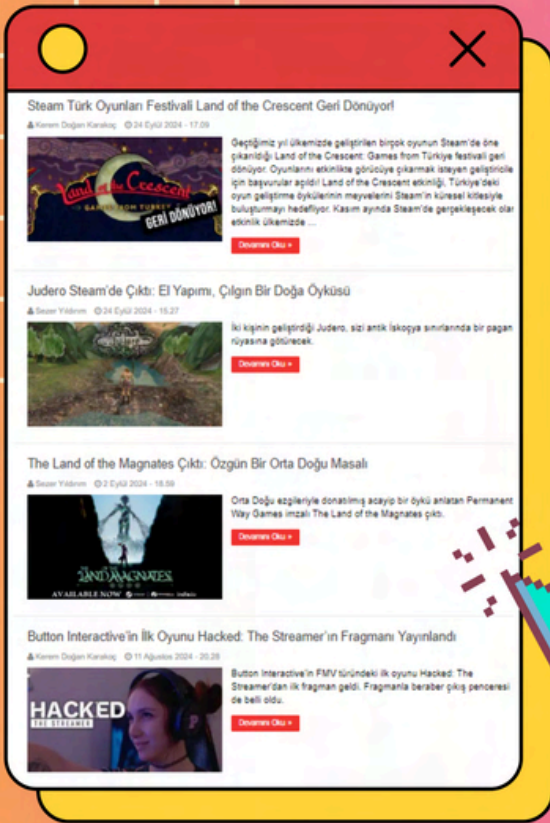 Steam Türk Oyunları Festivali Land of the Crescent Geri Dönüyor!
Kerem Doğan Karakoç 24 Eylül 2024 - 17.09
Land of the Crescent
GAMES FROM TURKEY
GERİ DÖNÜYOR!
Geçtiğimiz yıl ülkemizde geliştirilen birçok oyunun Steam'de öne
çıkarıldığı Land of the Crescent: Games from Türkiye festivali geri
dönüyor. Oyunlarını etkinlikte görücüye çıkarmak isteyen geliştiricile
için başvurular açıldı! Land of the Crescent etkinliği, Türkiye'deki
oyun geliştirme öykülerinin meyvelerini Steam'in küresel kitlesiyle
buluşturmayı hedefliyor. Kasım ayında Steam'de gerçekleşecek olar
etkinlik ülkemizde ...
Devamını Oku »
Judero Steam'de Çıktı: El Yapımı, Çılgın Bir Doğa Öyküsü
Sezer Yıldırım 24 Eylül 2024 - 15.27
İki kişinin geliştirdiği Judero, sizi antik İskoçya sınırlarında bir pagan
rüyasına götürecek.
Devamını Oku »
The Land of the Magnates Çıktı: Özgün Bir Orta Doğu Masalı
Sezer Yıldırım 2 Eylül 2024 - 18.59
THE
LAND MAGNATES
AVAILABLE NOW
Orta Doğu ezgileriyle donatılmış acayip bir öykü anlatan Permanent
Way Games imzalı The Land of the Magnates çıktı.
Devamını Oku »
Button Interactive'in İlk Oyunu Hacked: The Streamer'ın Fragmanı Yayınlandı
Kerem Doğan Karakoç 11 Ağustos 2024 - 20.28
HACKED
THE STREAMER
Button Interactive'in FMV türündeki ilk oyunu Hacked: The
Streamer'dan ilk fragman geldi. Fragmanla beraber çıkış penceresi
de belli oldu.
Devamını Oku »